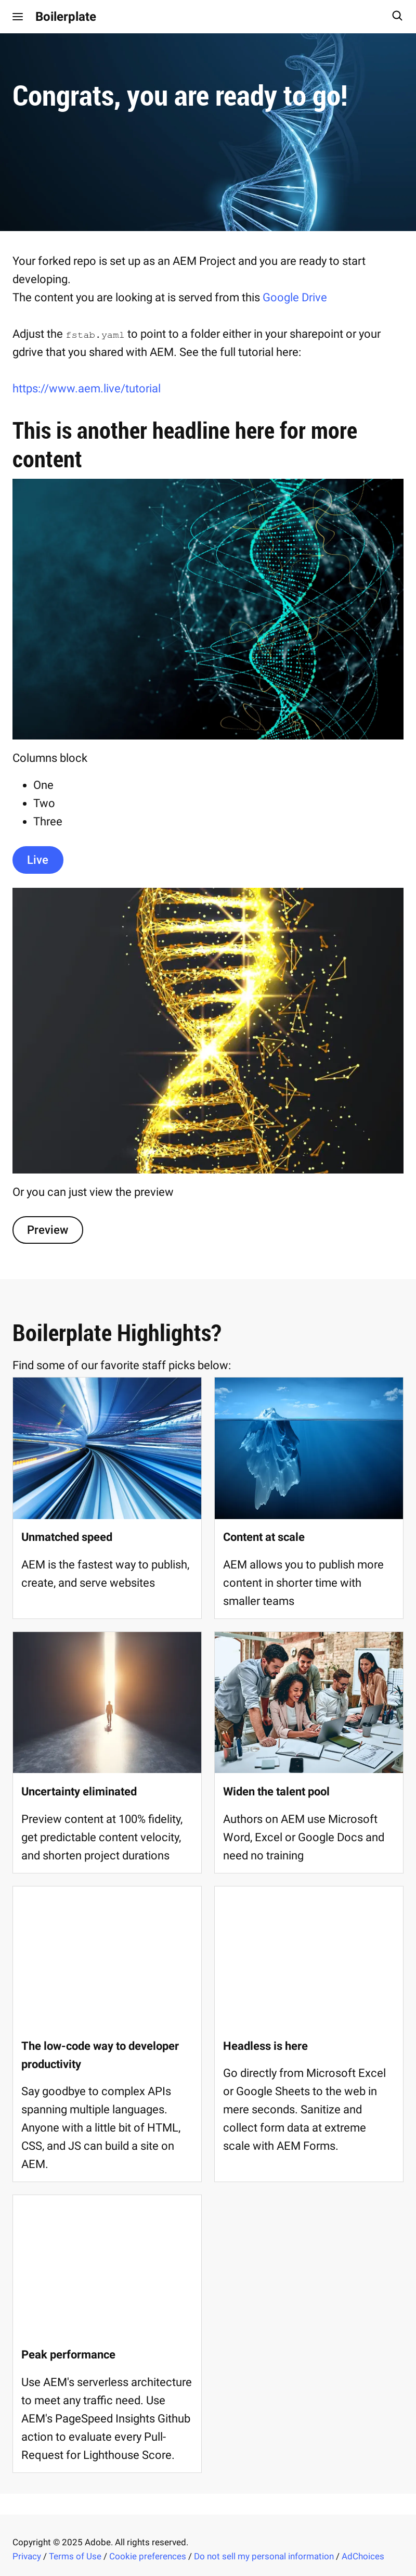 Boilerplate
Congrats, you are ready to go!
Your forked repo is set up as an AEM Project and you are ready to start
developing.
The content you are looking at is served from this Google Drive
Adjust the fstab.yaml to point to a folder either in your sharepoint or your
gdrive that you shared with AEM. See the full tutorial here:
https://www.aem.live/tutorial
This is another headline here for more
content
Columns block
One
Two
Three
Live
Or you can just view the preview
Preview
Boilerplate Highlights?
Find some of our favorite staff picks below:
Unmatched speed
AEM is the fastest way to publish,
create, and serve websites
Content at scale
AEM allows you to publish more
content in shorter time with
smaller teams
Uncertainty eliminated
Preview content at 100% fidelity,
get predictable content velocity,
and shorten project durations
Widen the talent pool
Authors on AEM use Microsoft
Word, Excel or Google Docs and
need no training
The low-code way to developer
productivity
Say goodbye to complex APIs
spanning multiple languages.
Anyone with a little bit of HTML,
CSS, and JS can build a site on
AEM.
Headless is here
Go directly from Microsoft Excel
or Google Sheets to the web in
mere seconds. Sanitize and
collect form data at extreme
scale with AEM Forms.
Peak performance
Use AEM's serverless architecture
to meet any traffic need. Use
AEM's PageSpeed Insights Github
action to evaluate every Pull-
Request for Lighthouse Score.
Copyright © 2025 Adobe. All rights reserved.
Privacy / Terms of Use / Cookie preferences / Do not sell my personal information / AdChoices